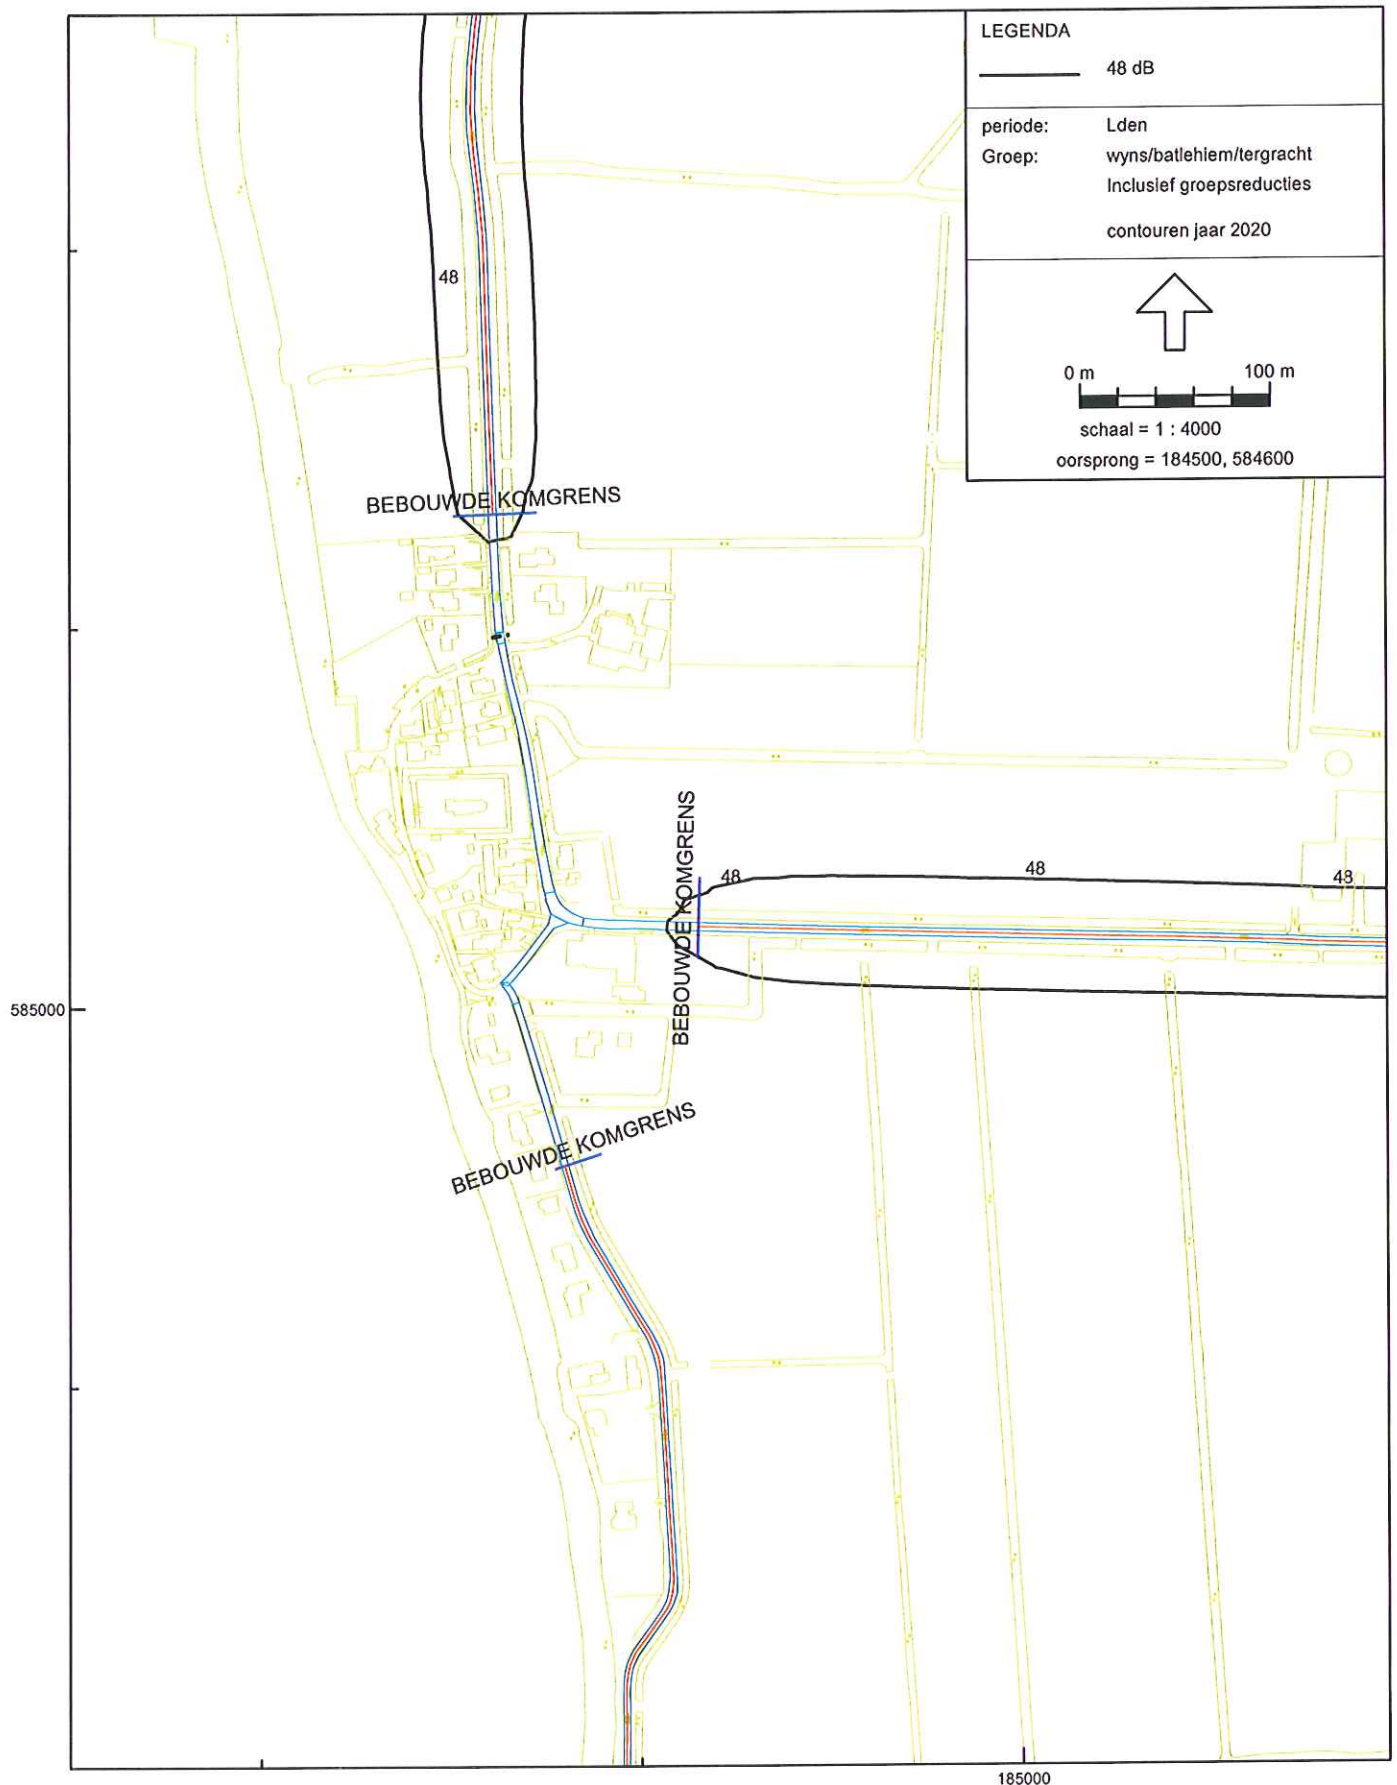 LEGENDA
48 dB
periode: Lden
Groep: wyns/batlehiem/tergracht
Inclusief groepsreducties
contouren jaar 2020
0 m 100 m
schaal = 1 : 4000
oorsprong = 184500, 584600
48
BEBOUWDE KOMGRENS
BEBOUWDE KOMGRENS
48
48
48
585000
BEBOUWDE KOMGRENS
185000